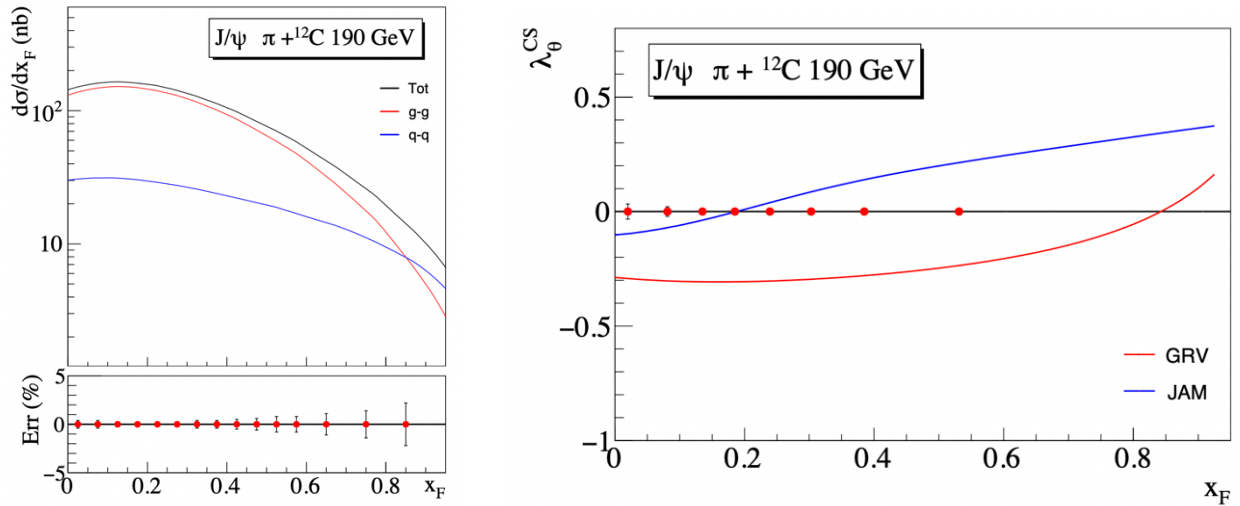 dσ/dx_F (nb)
J/ψ π +¹²C 190 GeV
Tot
g-g
q-q
10²
10
Err (%)
5
0
−5
0 0.2 0.4 0.6 0.8 x_F
λ_θ^CS
J/ψ π + ¹²C 190 GeV
0.5
0
−0.5
−1
GRV
JAM
0 0.2 0.4 0.6 0.8
x_F